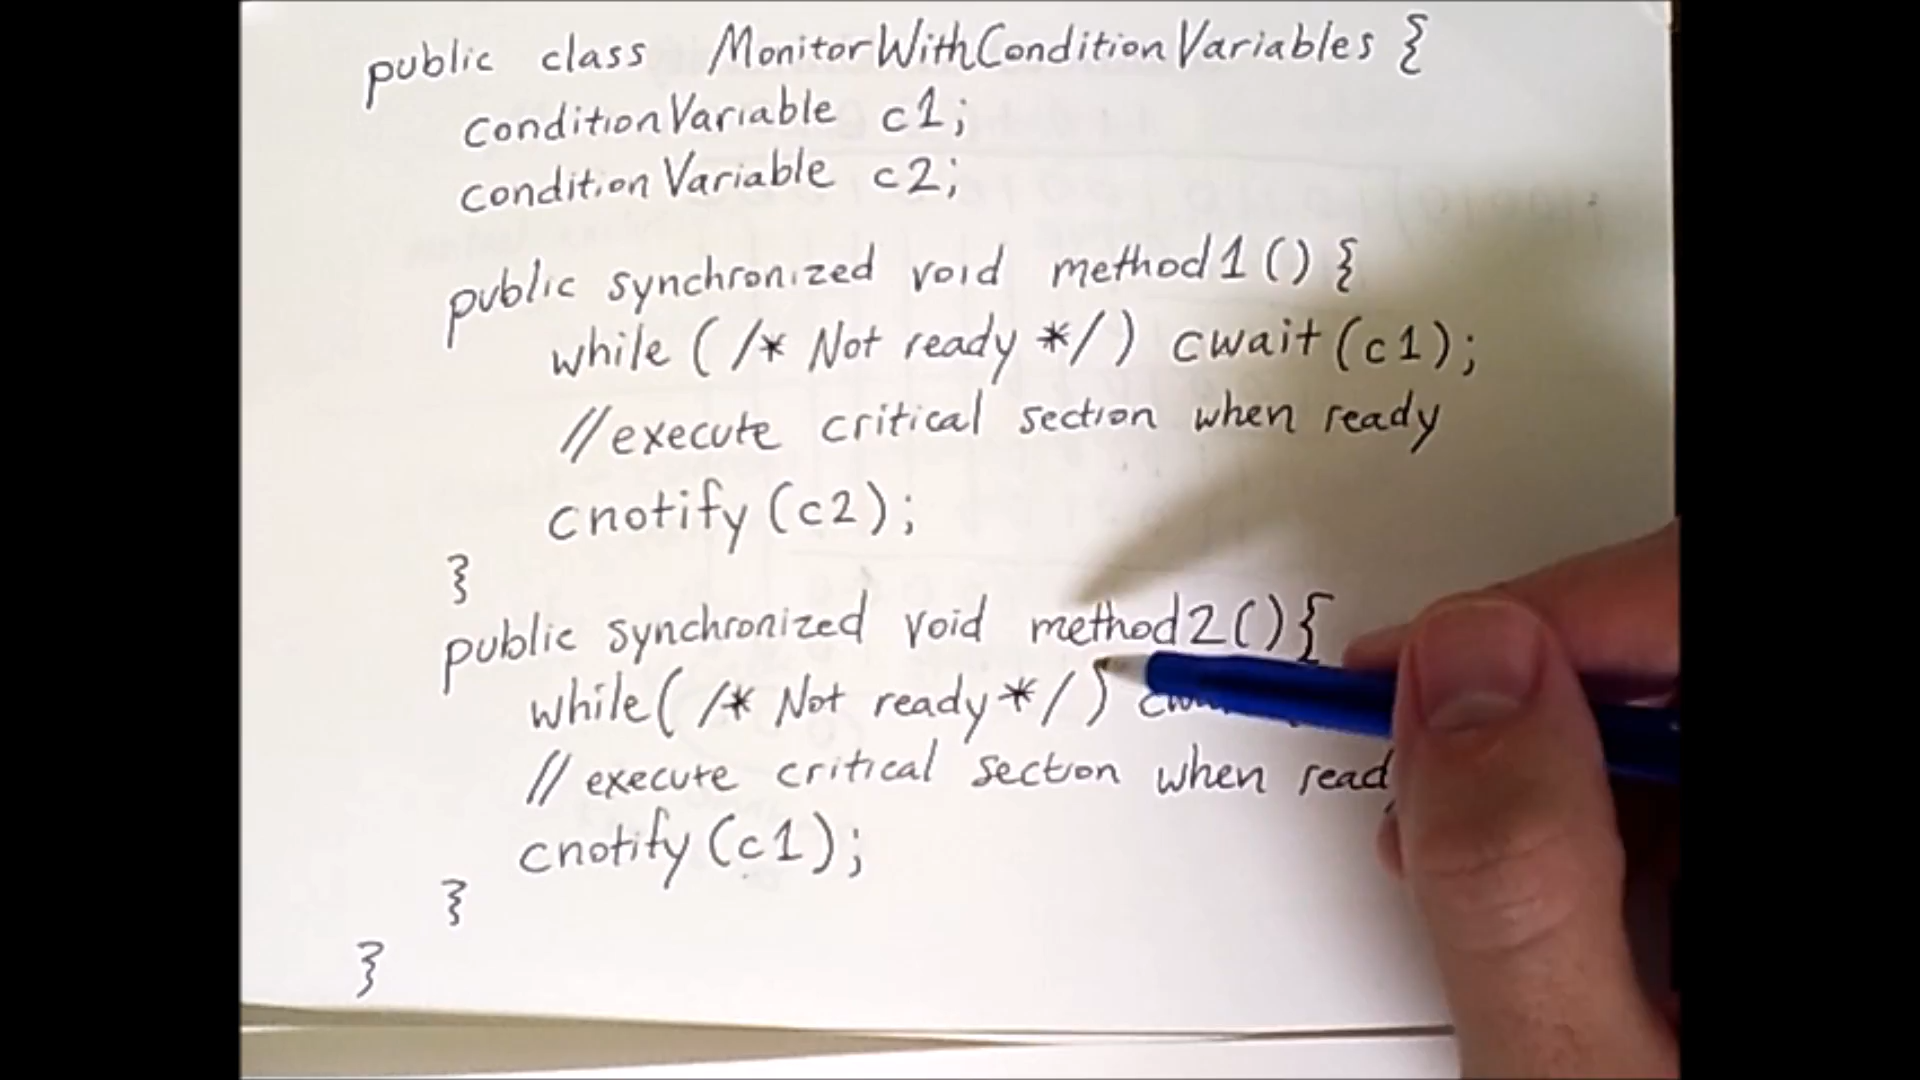 public class MonitorWithConditionVariables {
conditionVariable c1;
conditionVariable c2;
public synchronized void method1() {
while (/* Not ready */) cwait(c1);
//execute critical section when ready
cnotify(c2);
}
public synchronized void method2(){
while( /* Not ready */)
// execute critical section when
cnotify(c1);
}
}